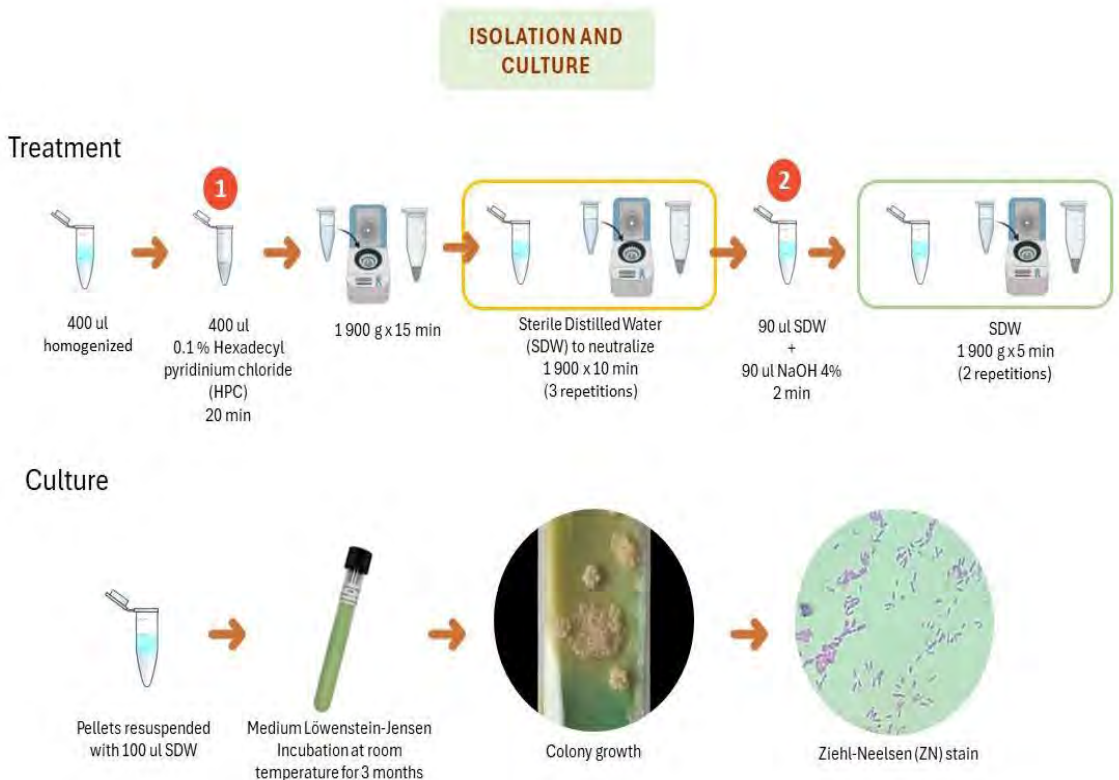 ISOLATION AND
CULTURE
Treatment
1
2
400 ul
homogenized
400 ul
0.1 % Hexadecyl
pyridinium chloride
(HPC)
20 min
1 900 g x 15 min
Sterile Distilled Water
(SDW) to neutralize
1 900 x 10 min
(3 repetitions)
90 ul SDW
+
90 ul NaOH 4%
2 min
SDW
1 900 g x 5 min
(2 repetitions)
Culture
Pellets resuspended
with 100 ul SDW
Medium Löwenstein-Jensen
Incubation at room
temperature for 3 months
Colony growth
Ziehl-Neelsen (ZN) stain